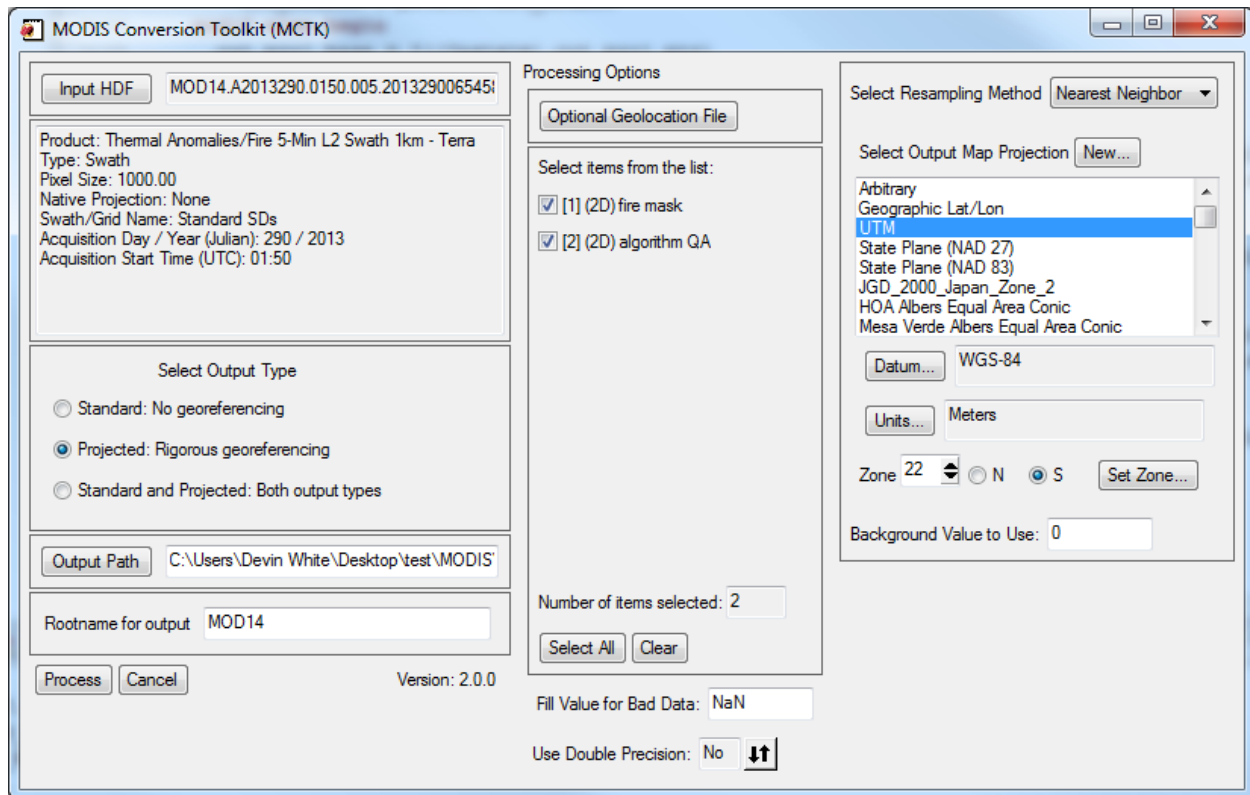 MODIS Conversion Toolkit (MCTK)
Input HDF MOD14.A2013290.0150.005.201329006545
Product: Thermal Anomalies/Fire 5-Min L2 Swath 1km - Terra
Type: Swath
Pixel Size: 1000.00
Native Projection: None
Swath/Grid Name: Standard SDs
Acquisition Day / Year (Julian): 290 / 2013
Acquisition Start Time (UTC): 01:50
Select Output Type
Standard: No georeferencing
Projected: Rigorous georeferencing
Standard and Projected: Both output types
Output Path C:\Users\Devin White\Desktop\test\MODIS
Rootname for output MOD14
Process Cancel Version: 2.0.0
Processing Options
Optional Geolocation File
Select items from the list:
[1] (2D) fire mask
[2] (2D) algorithm QA
Number of items selected: 2
Select All Clear
Fill Value for Bad Data: NaN
Use Double Precision: No
Select Resampling Method Nearest Neighbor
Select Output Map Projection New...
Arbitrary
Geographic Lat/Lon
UTM
State Plane (NAD 27)
State Plane (NAD 83)
JGD_2000_Japan_Zone_2
HOA Albers Equal Area Conic
Mesa Verde Albers Equal Area Conic
Datum... WGS-84
Units... Meters
Zone 22 N S Set Zone...
Background Value to Use: 0